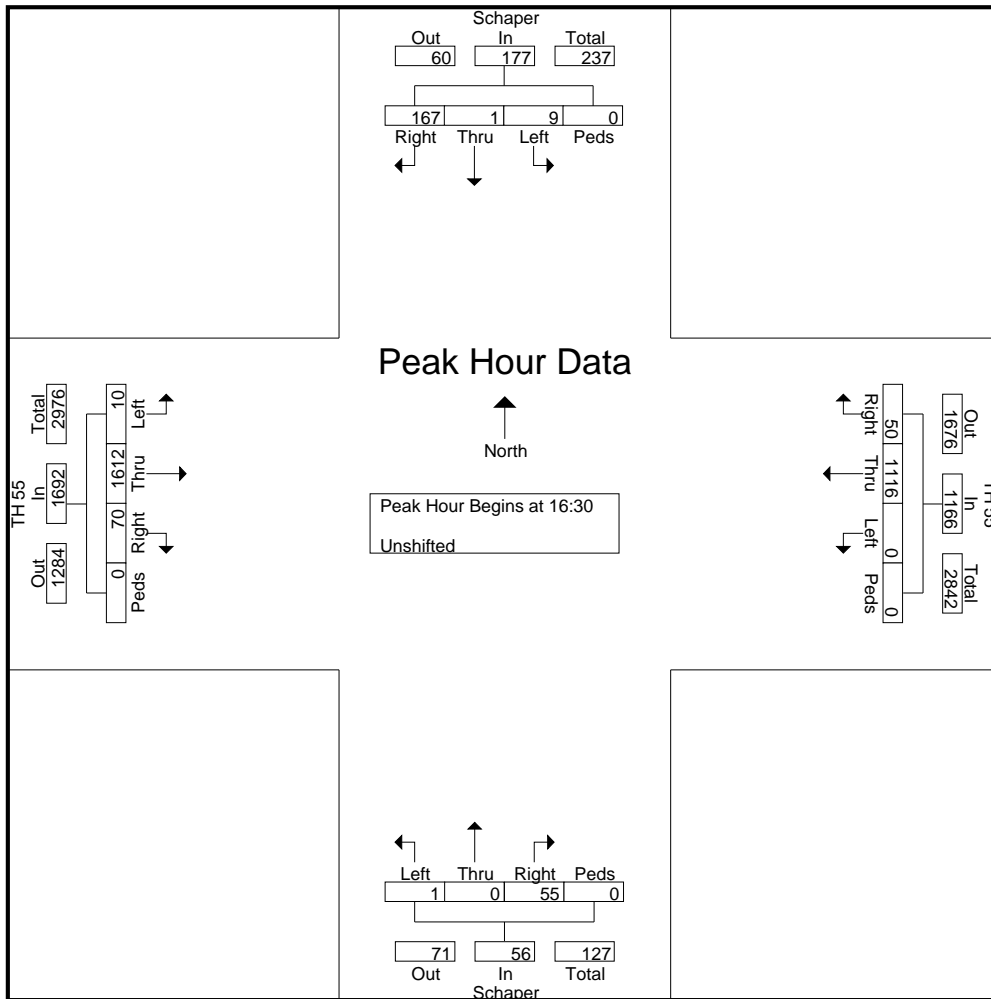 Schaper
Out In Total
60 177 237
167 1 9 0
Right Thru Left Peds
Peak Hour Data
North
Peak Hour Begins at 16:30
Unshifted
TH 55
Total In Out
2976 1692 1284
10 1612 70 0
Left Thru Right Peds
Right Thru Left Peds
50 1116 0 0
Out In Total
1676 1166 2842
TH 55
Left Thru Right Peds
1 0 55 0
71 56 127
Out In Total
Schaper